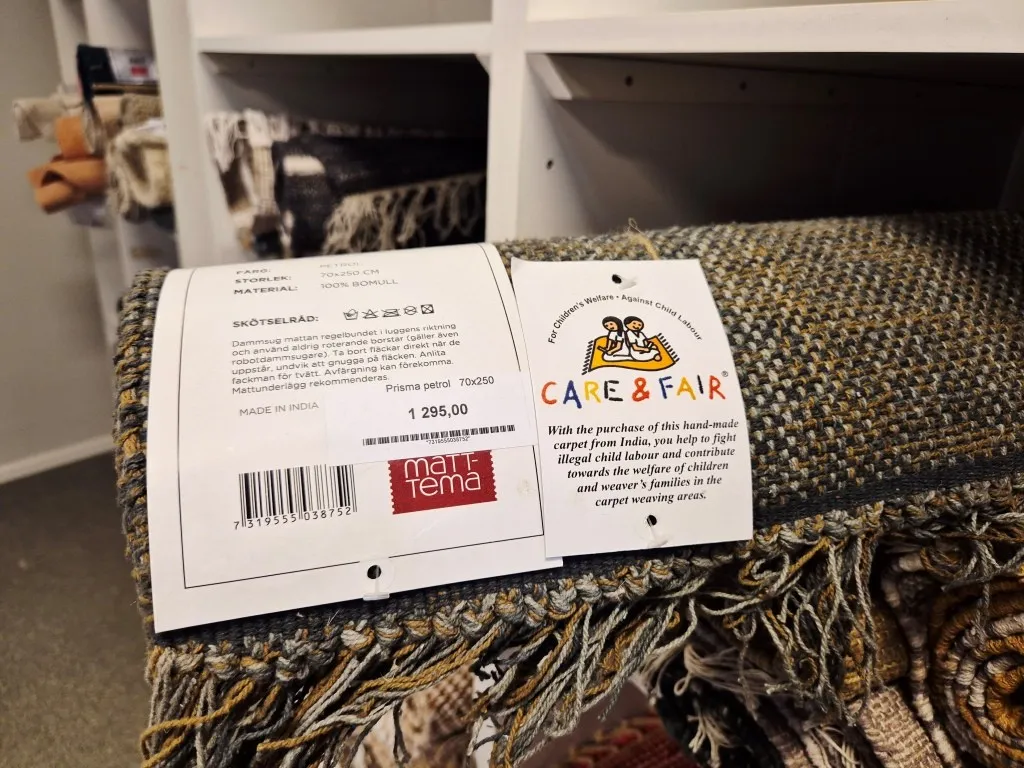 FÄRG: PETROL
STORLEK: 70x250 CM
MATERIAL: 100% BOMULL
SKÖTSELRÅD:
Dammsug mattan regelbundet i luggens riktning
och använd aldrig roterande borstar (gäller även
robotdammsugare). Ta bort fläckar direkt när de
uppstår, undvik att gnugga på fläcken. Anlita
fackman för tvätt. Avfärgning kan förekomma.
Mattunderlägg rekommenderas.
MADE IN INDIA
Prisma petrol 70x250
1 295,00
*7319555038752*
7 319555 038752
MATT-
TEMA
For Children's Welfare • Against Child Labour
CARE & FAIR®
With the purchase of this hand-made
carpet from India, you help to fight
illegal child labour and contribute
towards the welfare of children
and weaver's families in the
carpet weaving areas.